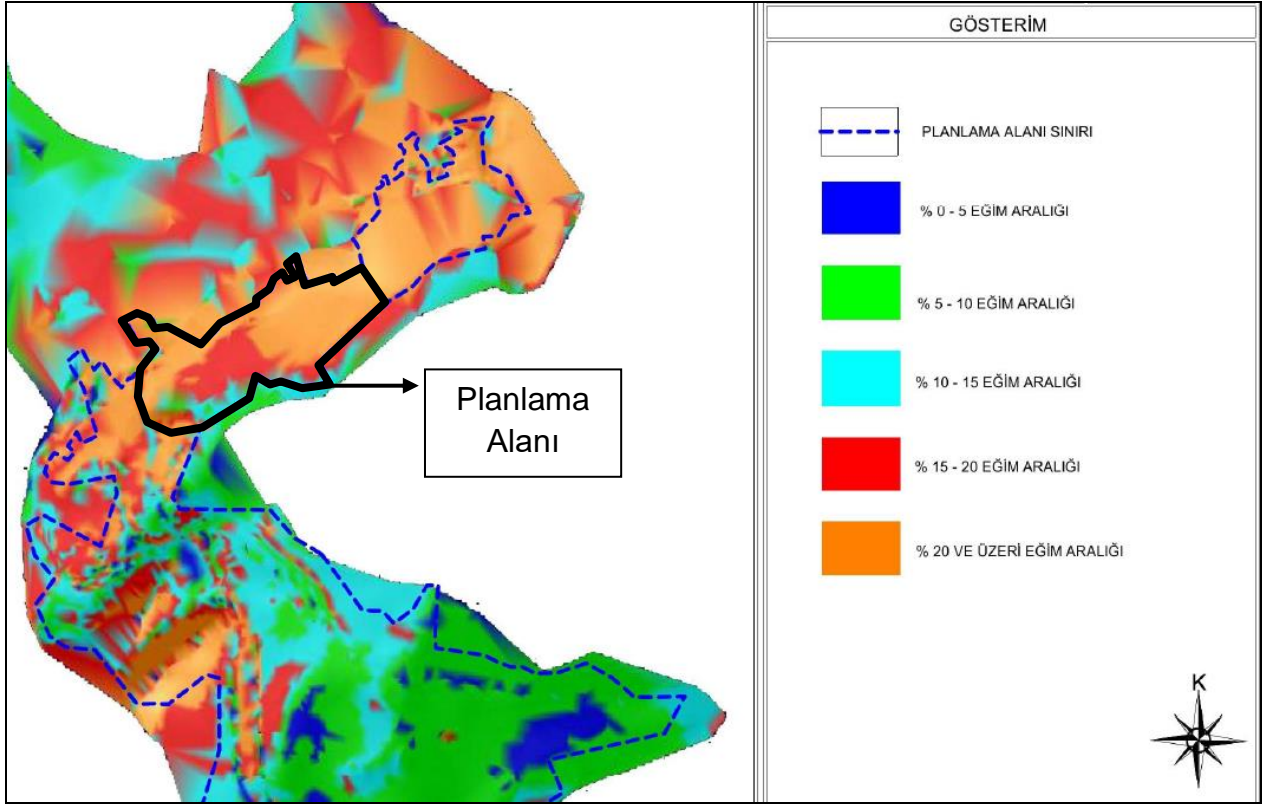 GÖSTERİM
PLANLAMA ALANI SINIRI
% 0 - 5 EĞİM ARALIĞI
% 5 - 10 EĞİM ARALIĞI
% 10 - 15 EĞİM ARALIĞI
% 15 - 20 EĞİM ARALIĞI
% 20 VE ÜZERİ EĞİM ARALIĞI
Planlama
Alanı
K